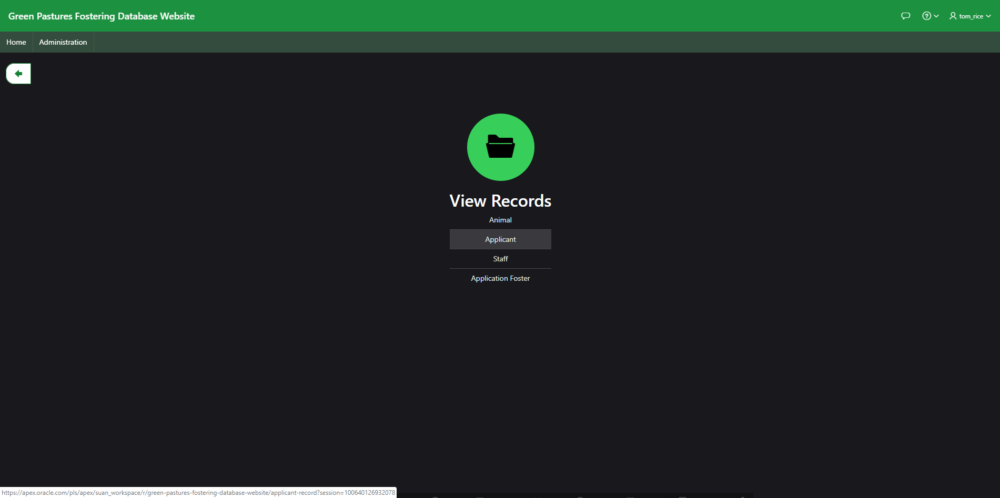 Green Pastures Fostering Database Website
tom_rice
Home
Administration
View Records
Animal
Applicant
Staff
Application Foster
https://apex.oracle.com/pls/apex/suan_workspace/r/green-pastures-fostering-database-website/applicant-record?session=100640126932078